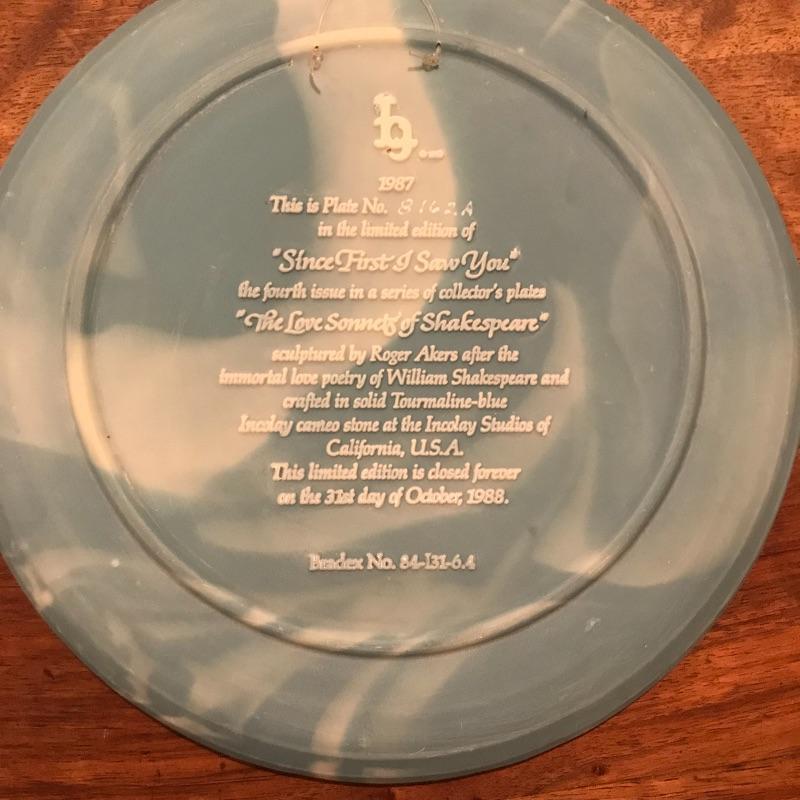 1987
This is Plate No. 8162A
in the limited edition of
"Since First I Saw You"
the fourth issue in a series of collector's plates
"The Love Sonnets of Shakespeare"
sculptured by Roger Akers after the
immortal love poetry of William Shakespeare and
crafted in solid Tourmaline-blue
Incolay cameo stone at the Incolay Studios of
California, U.S.A.
This limited edition is closed forever
on the 31st day of October, 1988.
Bradex No. 84-I31-6.4